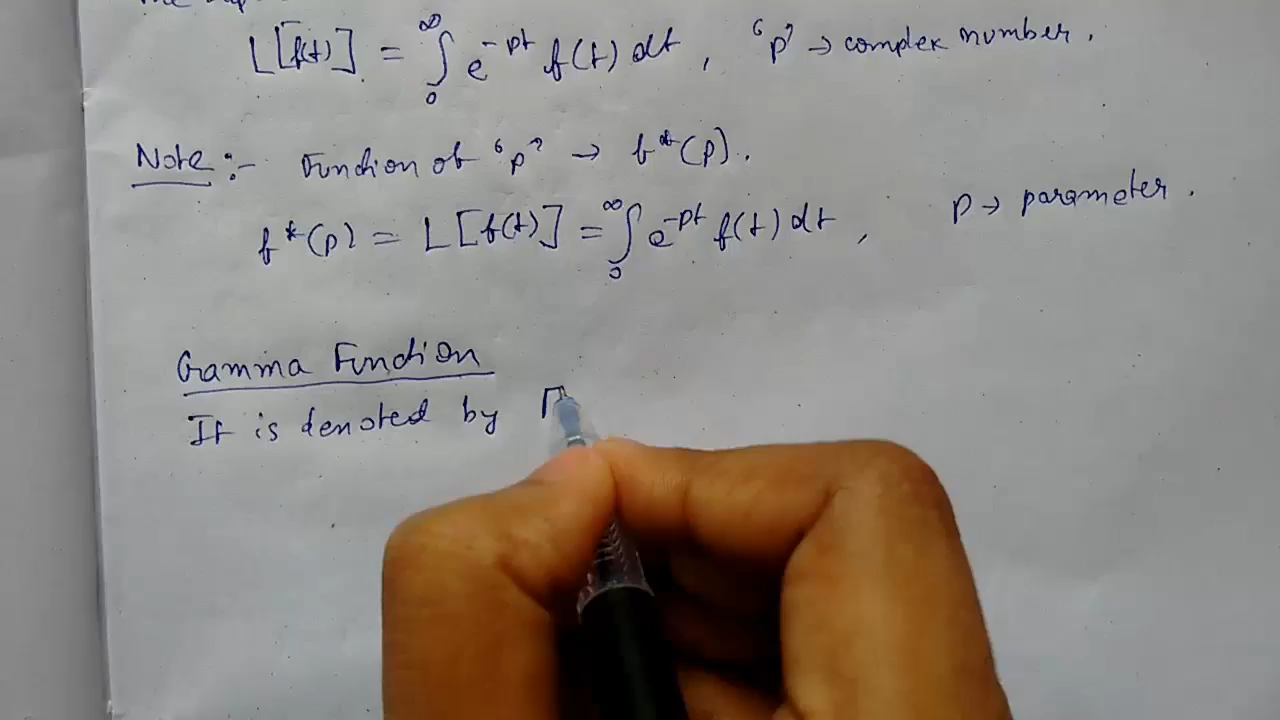 L[f(t)] = ∫₀^∞ e^{-pt} f(t) dt , 'p' → complex number.
Note :- Function of 'p' → f*(p).
f*(p) = L[f(t)] = ∫₀^∞ e^{-pt} f(t) dt , p → parameter.
Gamma Function
It is denoted by Γ